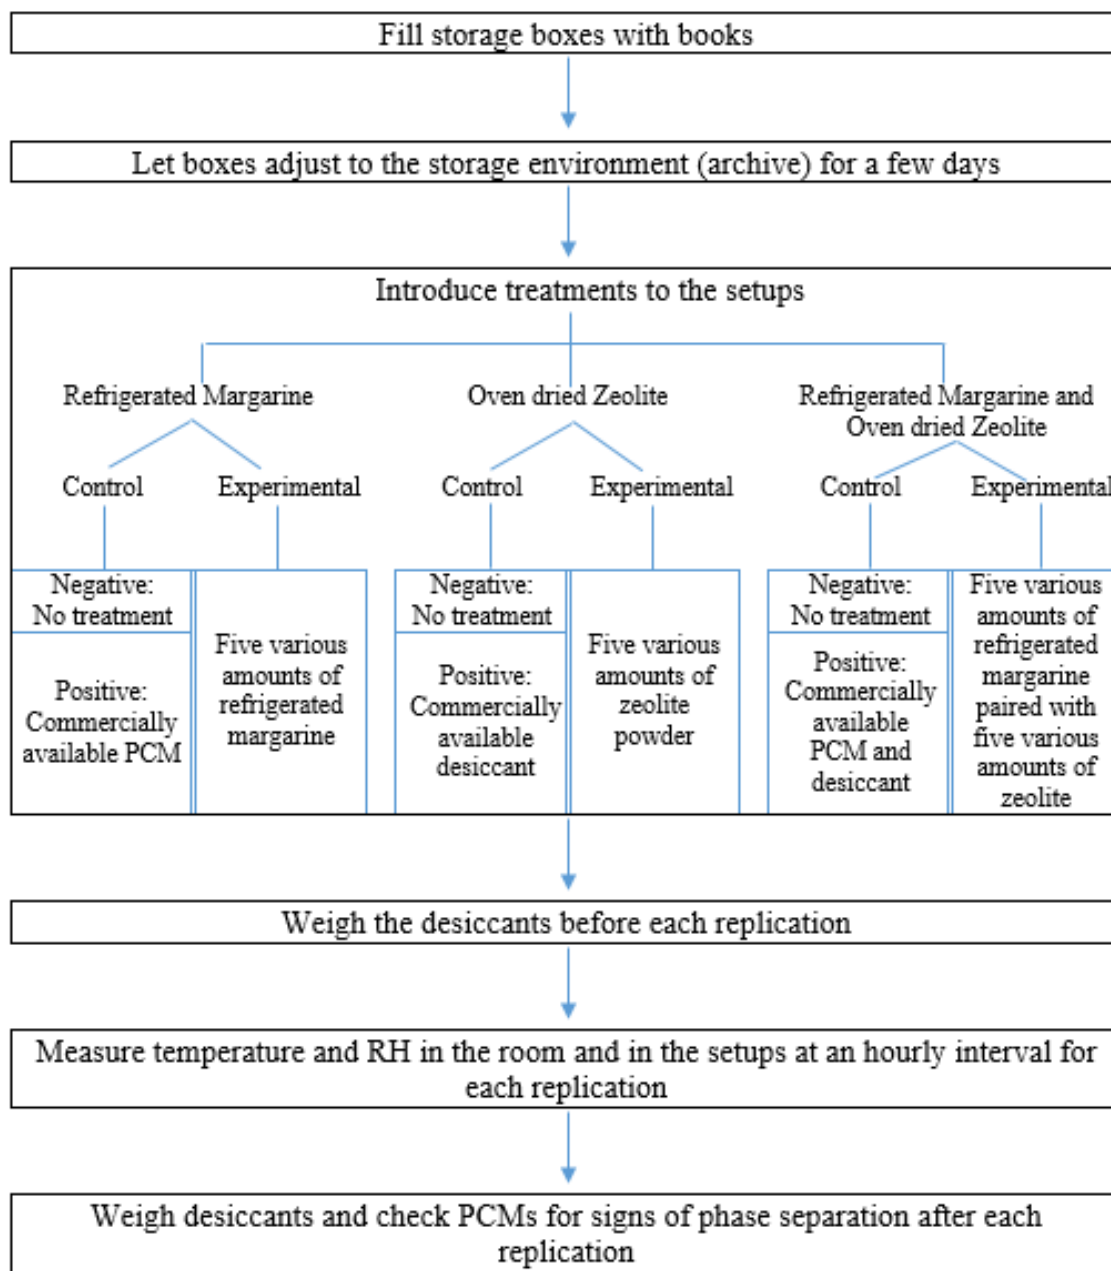 Fill storage boxes with books
Let boxes adjust to the storage environment (archive) for a few days
Introduce treatments to the setups
Refrigerated Margarine
Control
Experimental
Negative:
No treatment
Positive:
Commercially
available PCM
Five various
amounts of
refrigerated
margarine
Oven dried Zeolite
Control
Experimental
Negative:
No treatment
Positive:
Commercially
available
desiccant
Five various
amounts of
zeolite
powder
Refrigerated Margarine and
Oven dried Zeolite
Control
Experimental
Negative:
No treatment
Positive:
Commercially
available
PCM and
desiccant
Five various
amounts of
refrigerated
margarine
paired with
five various
amounts of
zeolite
Weigh the desiccants before each replication
Measure temperature and RH in the room and in the setups at an hourly interval for
each replication
Weigh desiccants and check PCMs for signs of phase separation after each
replication